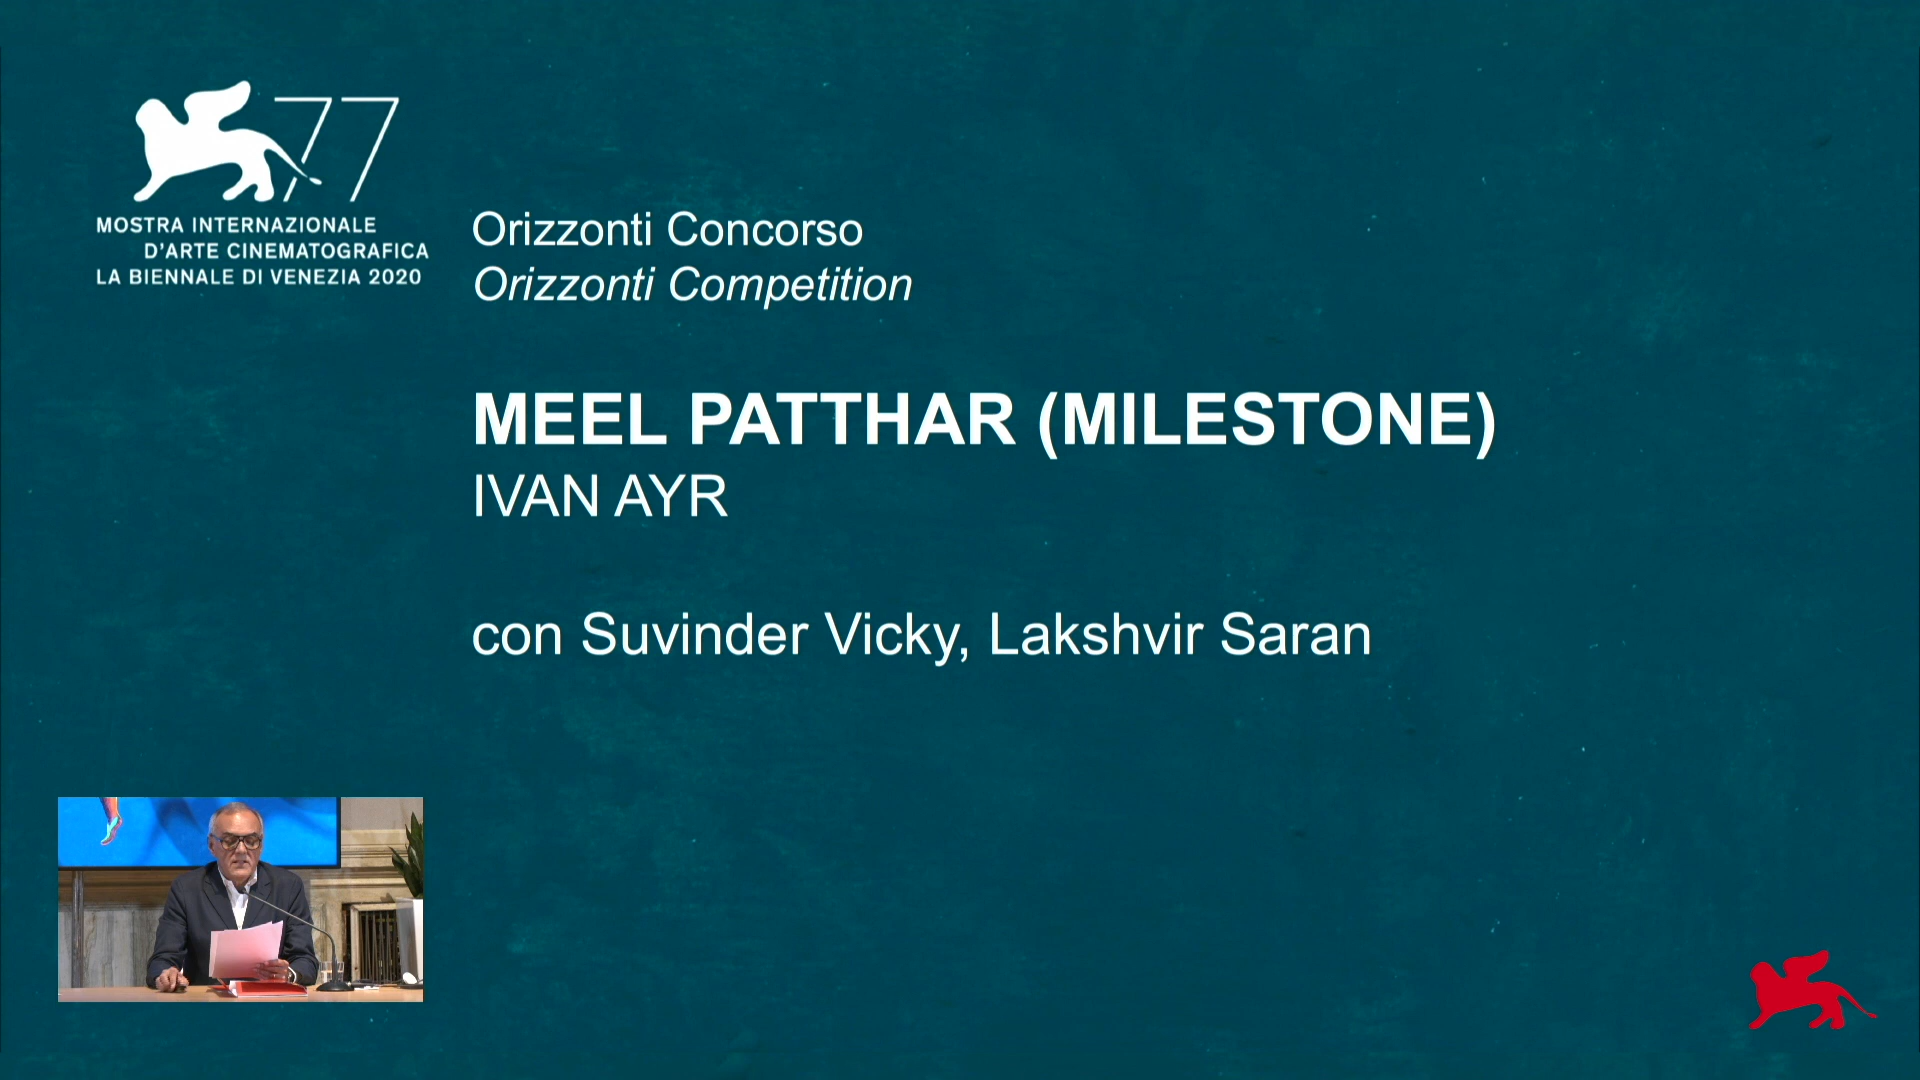 77
MOSTRA INTERNAZIONALE
D'ARTE CINEMATOGRAFICA
LA BIENNALE DI VENEZIA 2020
Orizzonti Concorso
Orizzonti Competition
MEEL PATTHAR (MILESTONE)
IVAN AYR
con Suvinder Vicky, Lakshvir Saran